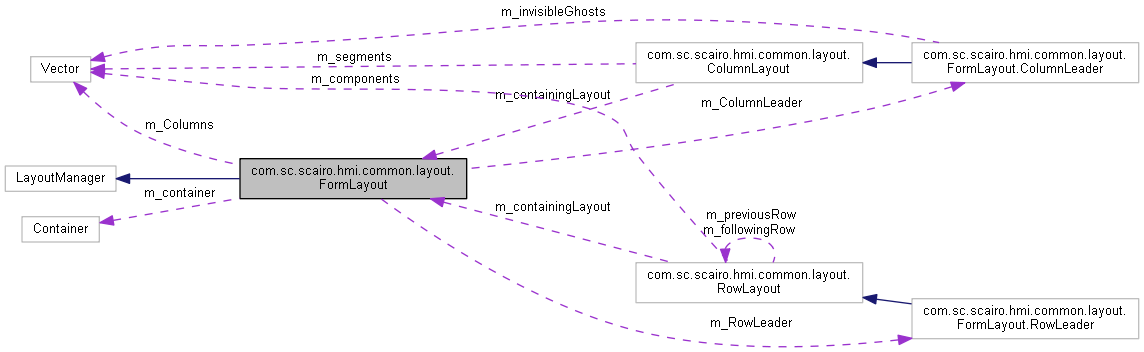 m_invisibleGhosts
m_segments
com.sc.scairo.hmi.common.layout.
ColumnLayout
com.sc.scairo.hmi.common.layout.
FormLayout.ColumnLeader
Vector
m_components
m_containingLayout
m_ColumnLeader
m_Columns
com.sc.scairo.hmi.common.layout.
FormLayout
LayoutManager
m_container
m_containingLayout
m_previousRow
m_followingRow
Container
com.sc.scairo.hmi.common.layout.
RowLayout
m_RowLeader
com.sc.scairo.hmi.common.layout.
FormLayout.RowLeader